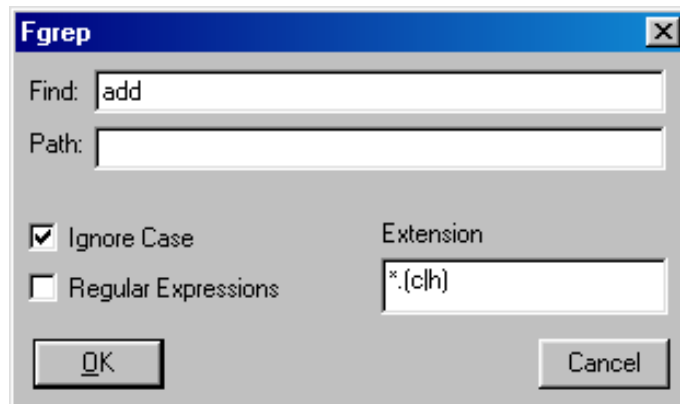 Fgrep
Find: add
Path:
Ignore Case
Extension
Regular Expressions
*.(c|h)
OK
Cancel